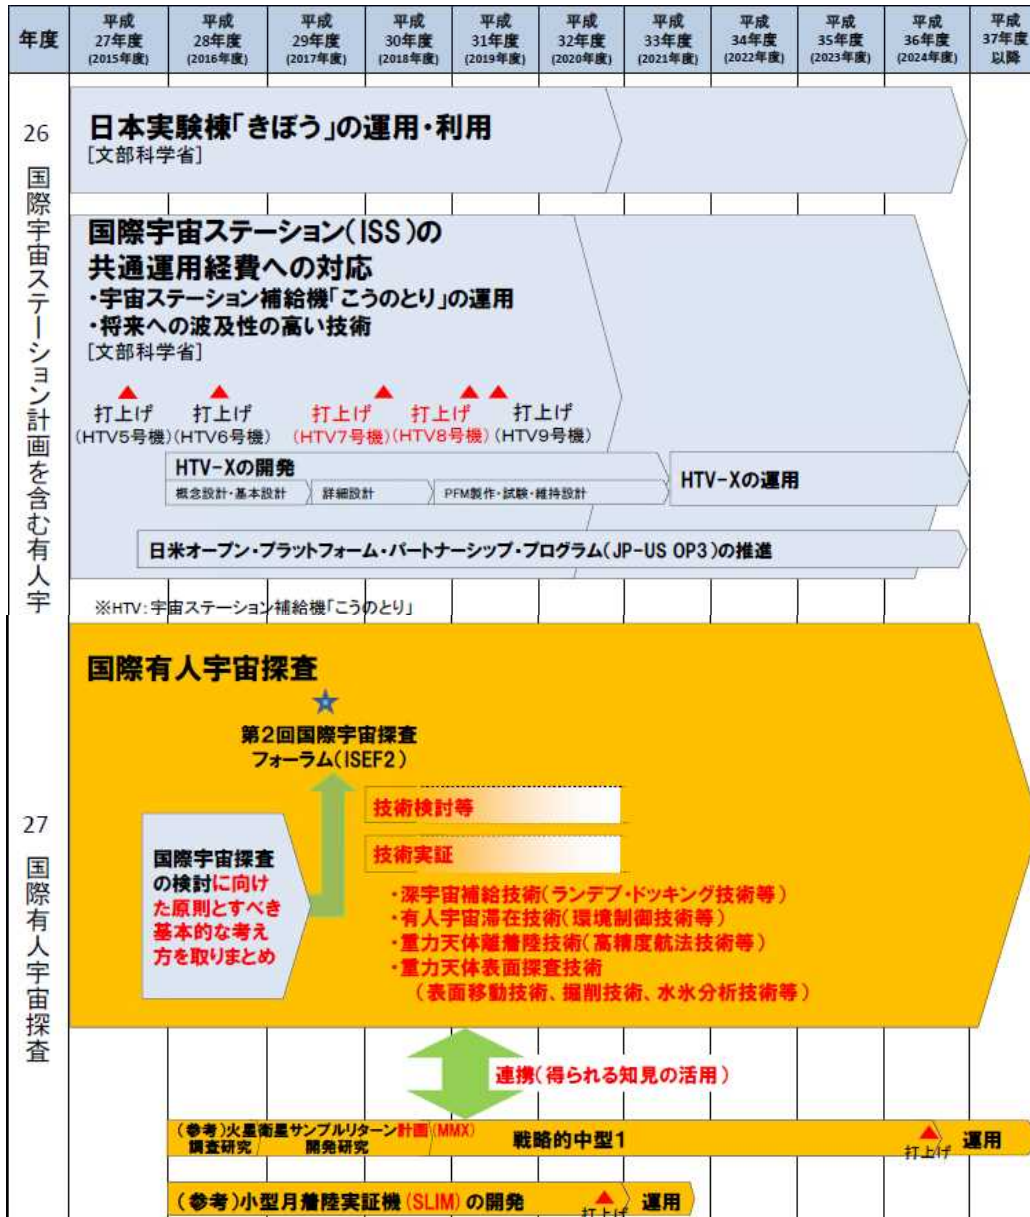 年度
平成
27年度
(2015年度)
平成
28年度
(2016年度)
平成
29年度
(2017年度)
平成
30年度
(2018年度)
平成
31年度
(2019年度)
平成
32年度
(2020年度)
平成
33年度
(2021年度)
平成
34年度
(2022年度)
平成
35年度
(2023年度)
平成
36年度
(2024年度)
平成
37年度
以降
26 国際宇宙ステーション計画を含む有人宇
日本実験棟「きぼう」の運用・利用
[文部科学省]
国際宇宙ステーション(ISS)の
共通運用経費への対応
・宇宙ステーション補給機「こうのとり」の運用
・将来への波及性の高い技術
[文部科学省]
打上げ
(HTV5号機)
打上げ
(HTV6号機)
打上げ
(HTV7号機)
打上げ
(HTV8号機)
打上げ
(HTV9号機)
HTV-Xの開発
概念設計・基本設計
詳細設計
PFM製作・試験・維持設計
HTV-Xの運用
日米オープン・プラットフォーム・パートナーシップ・プログラム(JP-US OP3)の推進
※HTV:宇宙ステーション補給機「こうのとり」
27 国際有人宇宙探査
国際有人宇宙探査
第2回国際宇宙探査
フォーラム(ISEF2)
技術検討等
技術実証
国際宇宙探査
の検討に向け
た原則とすべき
基本的な考え
方を取りまとめ
・深宇宙補給技術(ランデブ・ドッキング技術等)
・有人宇宙滞在技術(環境制御技術等)
・重力天体離着陸技術(高精度航法技術等)
・重力天体表面探査技術
(表面移動技術、掘削技術、水氷分析技術等)
連携(得られる知見の活用)
(参考)火星衛星サンプルリターン計画(MMX)
調査研究
開発研究
戦略的中型1
打上げ
運用
(参考)小型月着陸実証機(SLIM)の開発
打上げ
運用